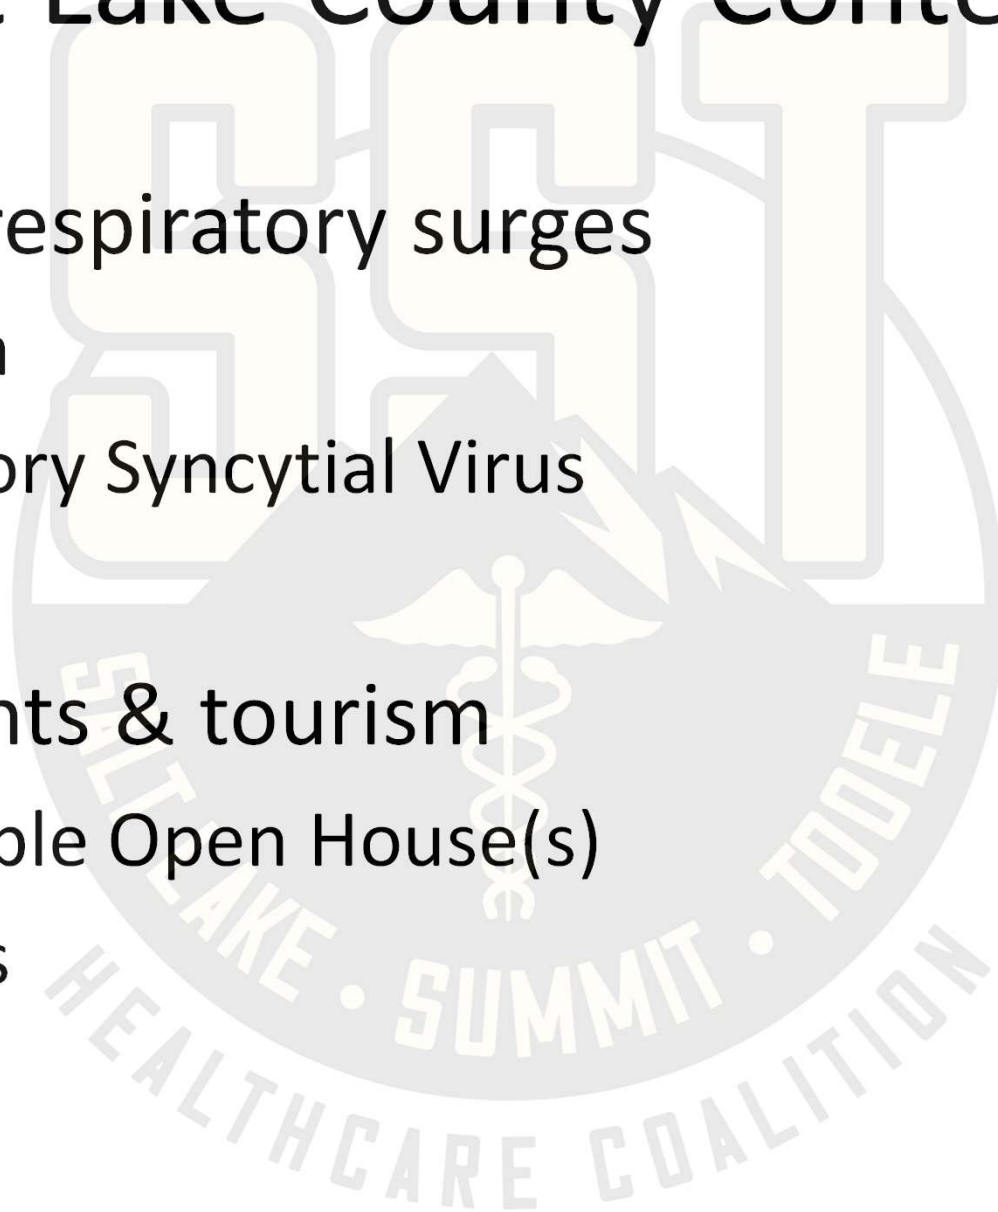 Lake County Conte
respiratory surges
ory Syncytial Virus
nts & tourism
ple Open House(s)
s
SST
SALT LAKE • SUMMIT • TOOELE
HEALTHCARE COALITION